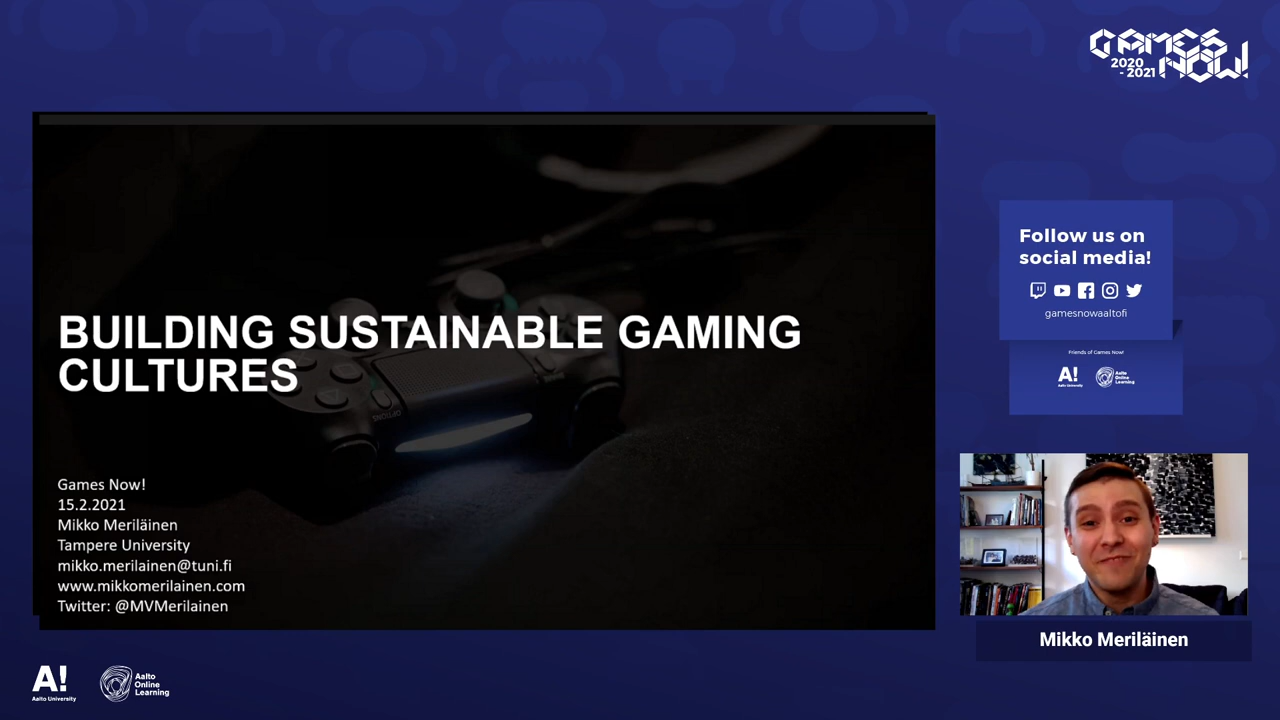 GAMES
NOW!
2020
- 2021
BUILDING SUSTAINABLE GAMING
CULTURES
Games Now!
15.2.2021
Mikko Meriläinen
Tampere University
mikko.merilainen@tuni.fi
www.mikkomerilainen.com
Twitter: @MVMerilainen
OPTIONS
Follow us on
social media!
gamesnowaaltofi
Friends of Games Now!
A!
Aalto University
Aalto
Online
Learning
Mikko Meriläinen
A!
Aalto University
Aalto
Online
Learning